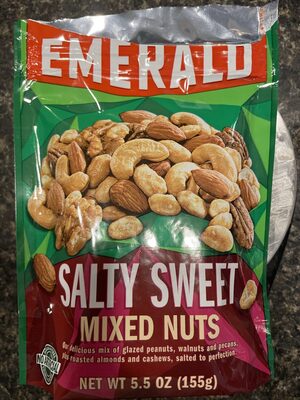 EMERALD
SALTY SWEET
MIXED NUTS
Our delicious mix of glazed peanuts, walnuts and pecans,
plus roasted almonds and cashews, salted to perfection.
NET WT 5.5 OZ (155g)